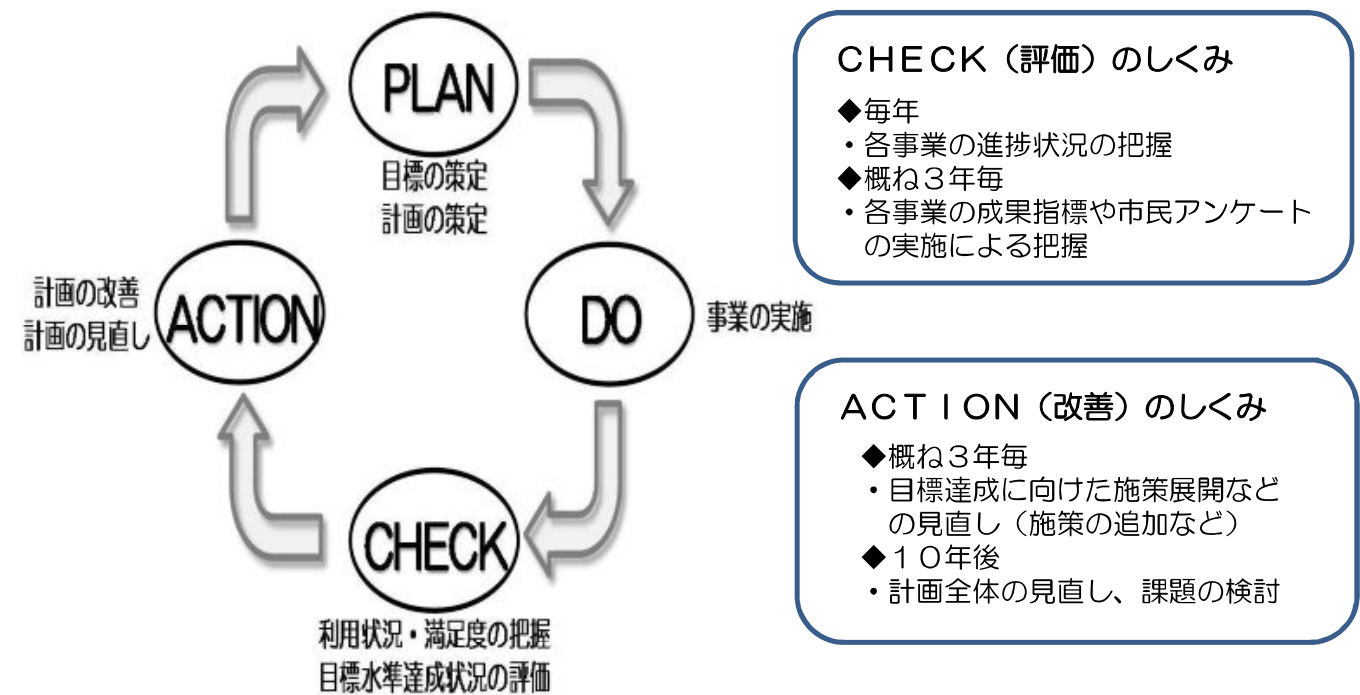 PLAN
目標の策定
計画の策定
DO
事業の実施
CHECK
利用状況・満足度の把握
目標水準達成状況の評価
ACTION
計画の改善
計画の見直し
ＣＨＥＣＫ（評価）のしくみ
◆毎年
・各事業の進捗状況の把握
◆概ね３年毎
・各事業の成果指標や市民アンケート
の実施による把握
ＡＣＴＩＯＮ（改善）のしくみ
◆概ね３年毎
・目標達成に向けた施策展開など
の見直し（施策の追加など）
◆１０年後
・計画全体の見直し、課題の検討